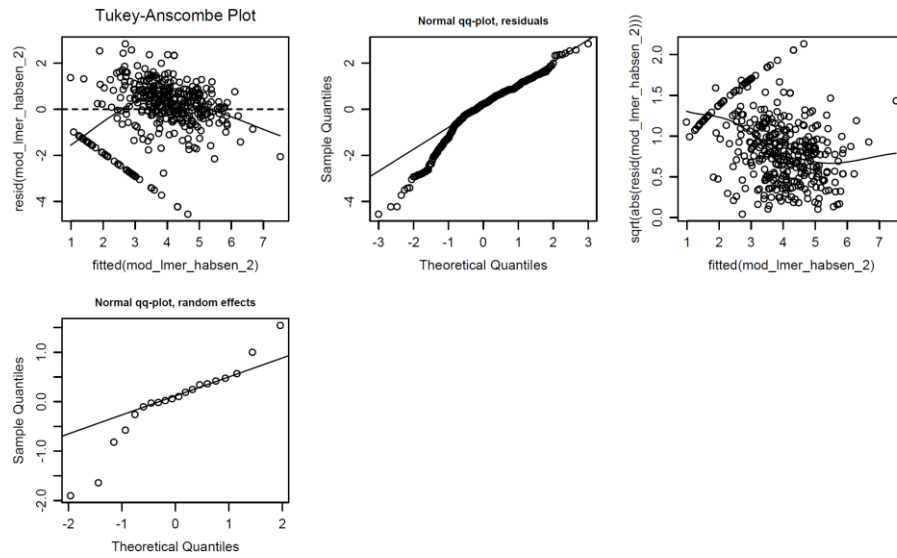 Tukey-Anscombe Plot
resid(mod_lmer_habsen_2)
2
0
-2
-4
1 2 3 4 5 6 7
fitted(mod_lmer_habsen_2)
Normal qq-plot, residuals
Sample Quantiles
2
0
-2
-4
-3 -2 -1 0 1 2 3
Theoretical Quantiles
sqrt(abs(resid(mod_lmer_habsen_2)))
2.0
1.5
1.0
0.5
0.0
1 2 3 4 5 6 7
fitted(mod_lmer_habsen_2)
Normal qq-plot, random effects
Sample Quantiles
1.0
0.0
-1.0
-2.0
-2 -1 0 1 2
Theoretical Quantiles